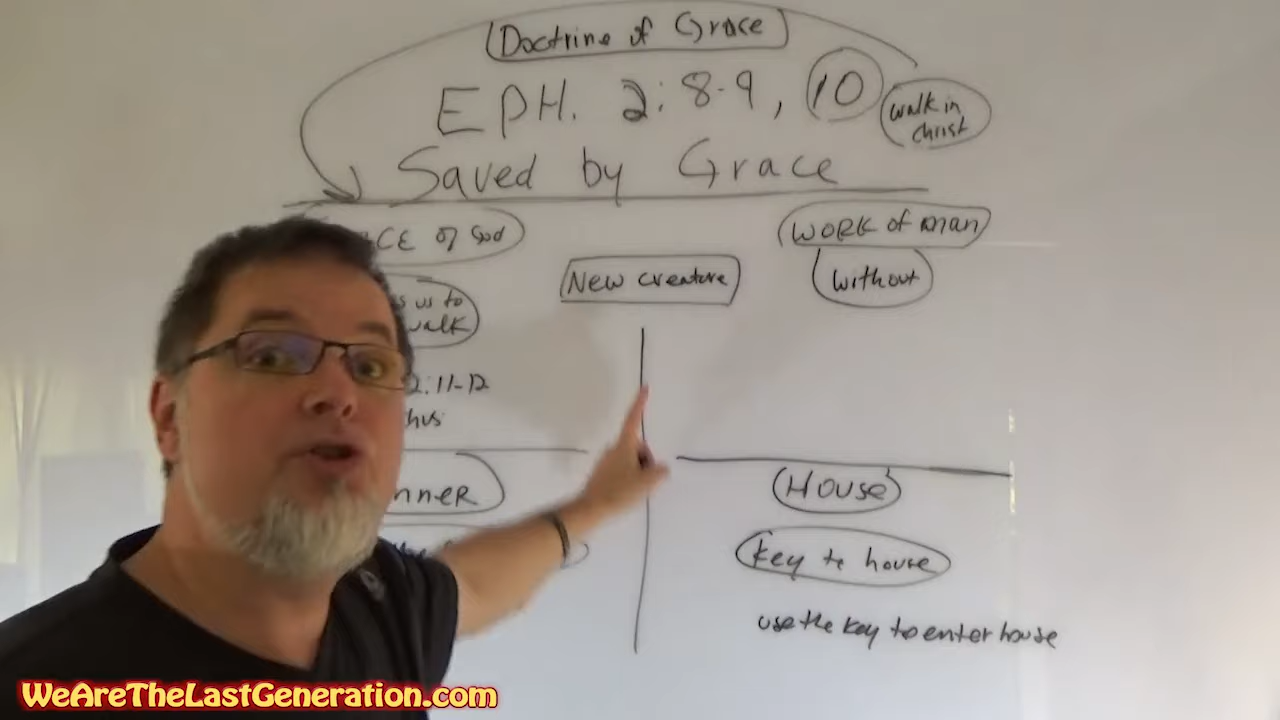 Doctrine of Grace
EPH. 2:8-9, 10
walk in
christ
Saved by Grace
of God
WORK of man
New creature
without
us to
walk
2:11-12
House
key to house
use the key to enter house
WeAreTheLastGeneration.com